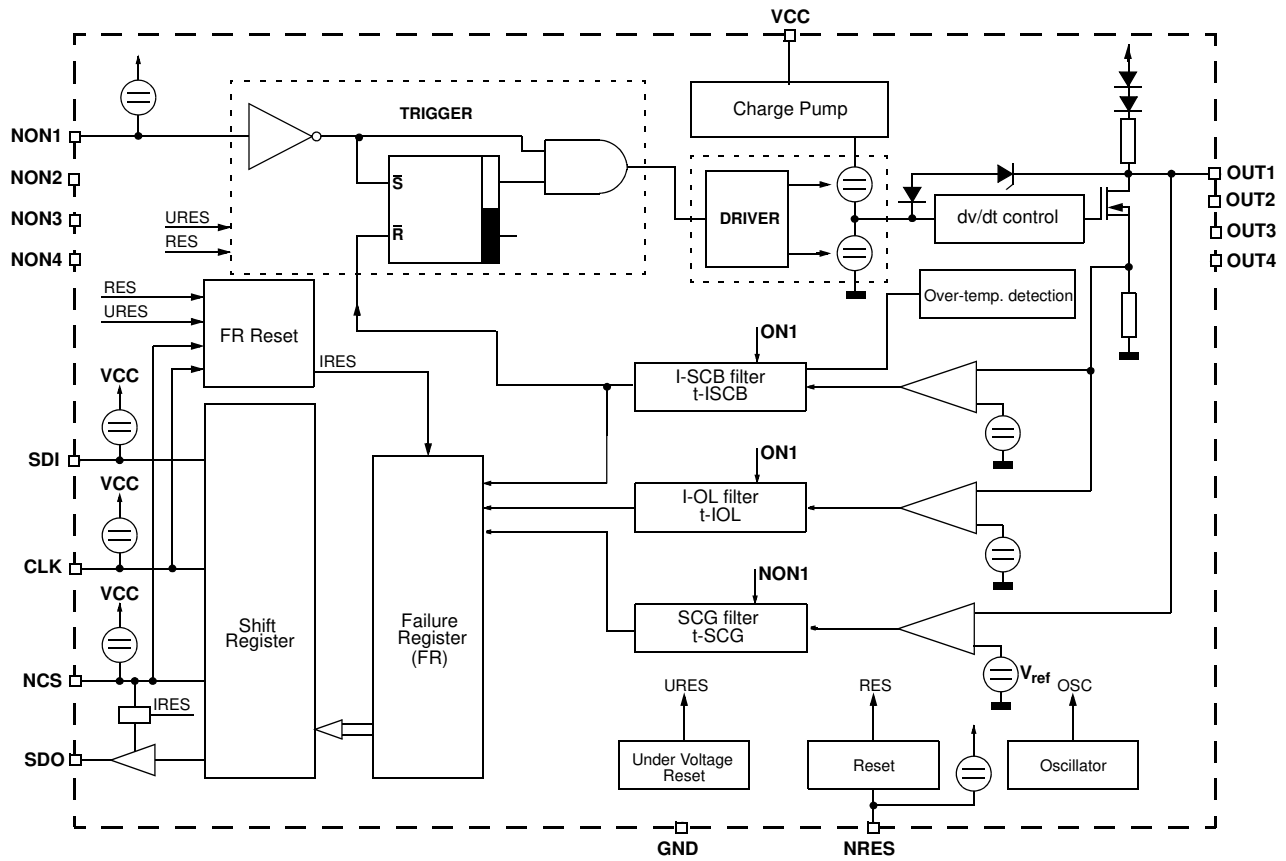 VCC
NON1
NON2
NON3
NON4
TRIGGER
S
R
URES
RES
Charge Pump
DRIVER
dv/dt control
OUT1
OUT2
OUT3
OUT4
RES
URES
FR Reset
IRES
Over-temp. detection
ON1
I-SCB filter
t-ISCB
VCC
SDI
VCC
CLK
VCC
NCS
IRES
SDO
Shift
Register
Failure
Register
(FR)
ON1
I-OL filter
t-IOL
NON1
SCG filter
t-SCG
Vref
URES
Under Voltage
Reset
RES
Reset
OSC
Oscillator
GND
NRES